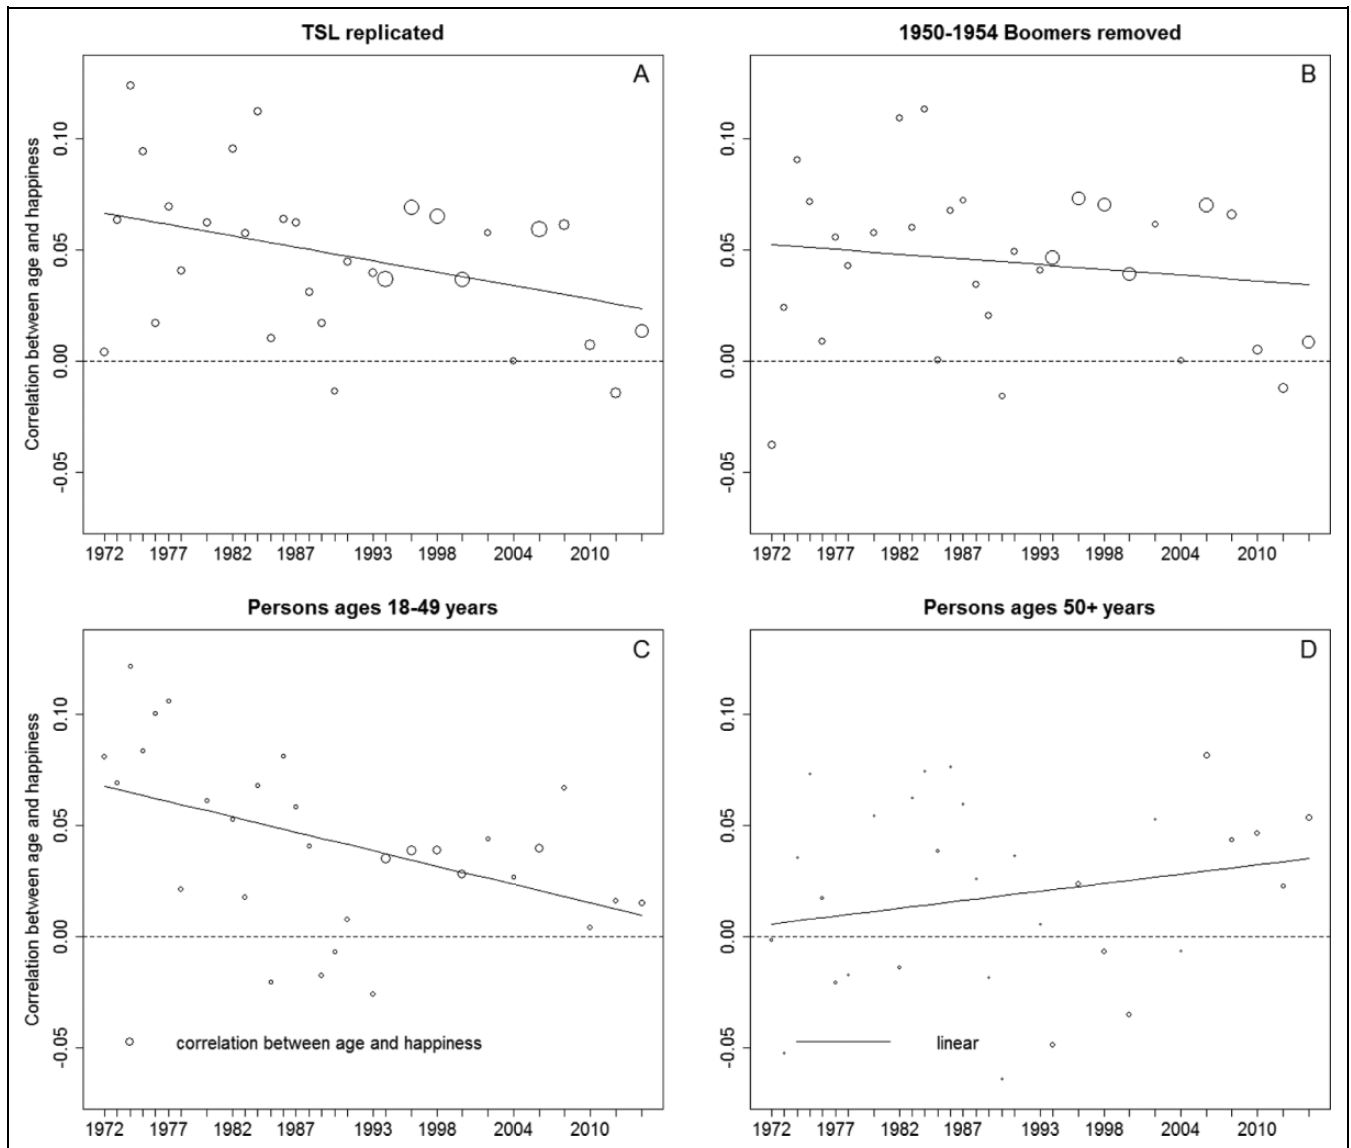 TSL replicated
A
Correlation between age and happiness
0.10
0.05
0.00
-0.05
1972 1977 1982 1987 1993 1998 2004 2010
1950-1954 Boomers removed
B
0.10
0.05
0.00
-0.05
1972 1977 1982 1987 1993 1998 2004 2010
Persons ages 18-49 years
C
Correlation between age and happiness
0.10
0.05
0.00
-0.05
correlation between age and happiness
1972 1977 1982 1987 1993 1998 2004 2010
Persons ages 50+ years
D
0.10
0.05
0.00
-0.05
linear
1972 1977 1982 1987 1993 1998 2004 2010